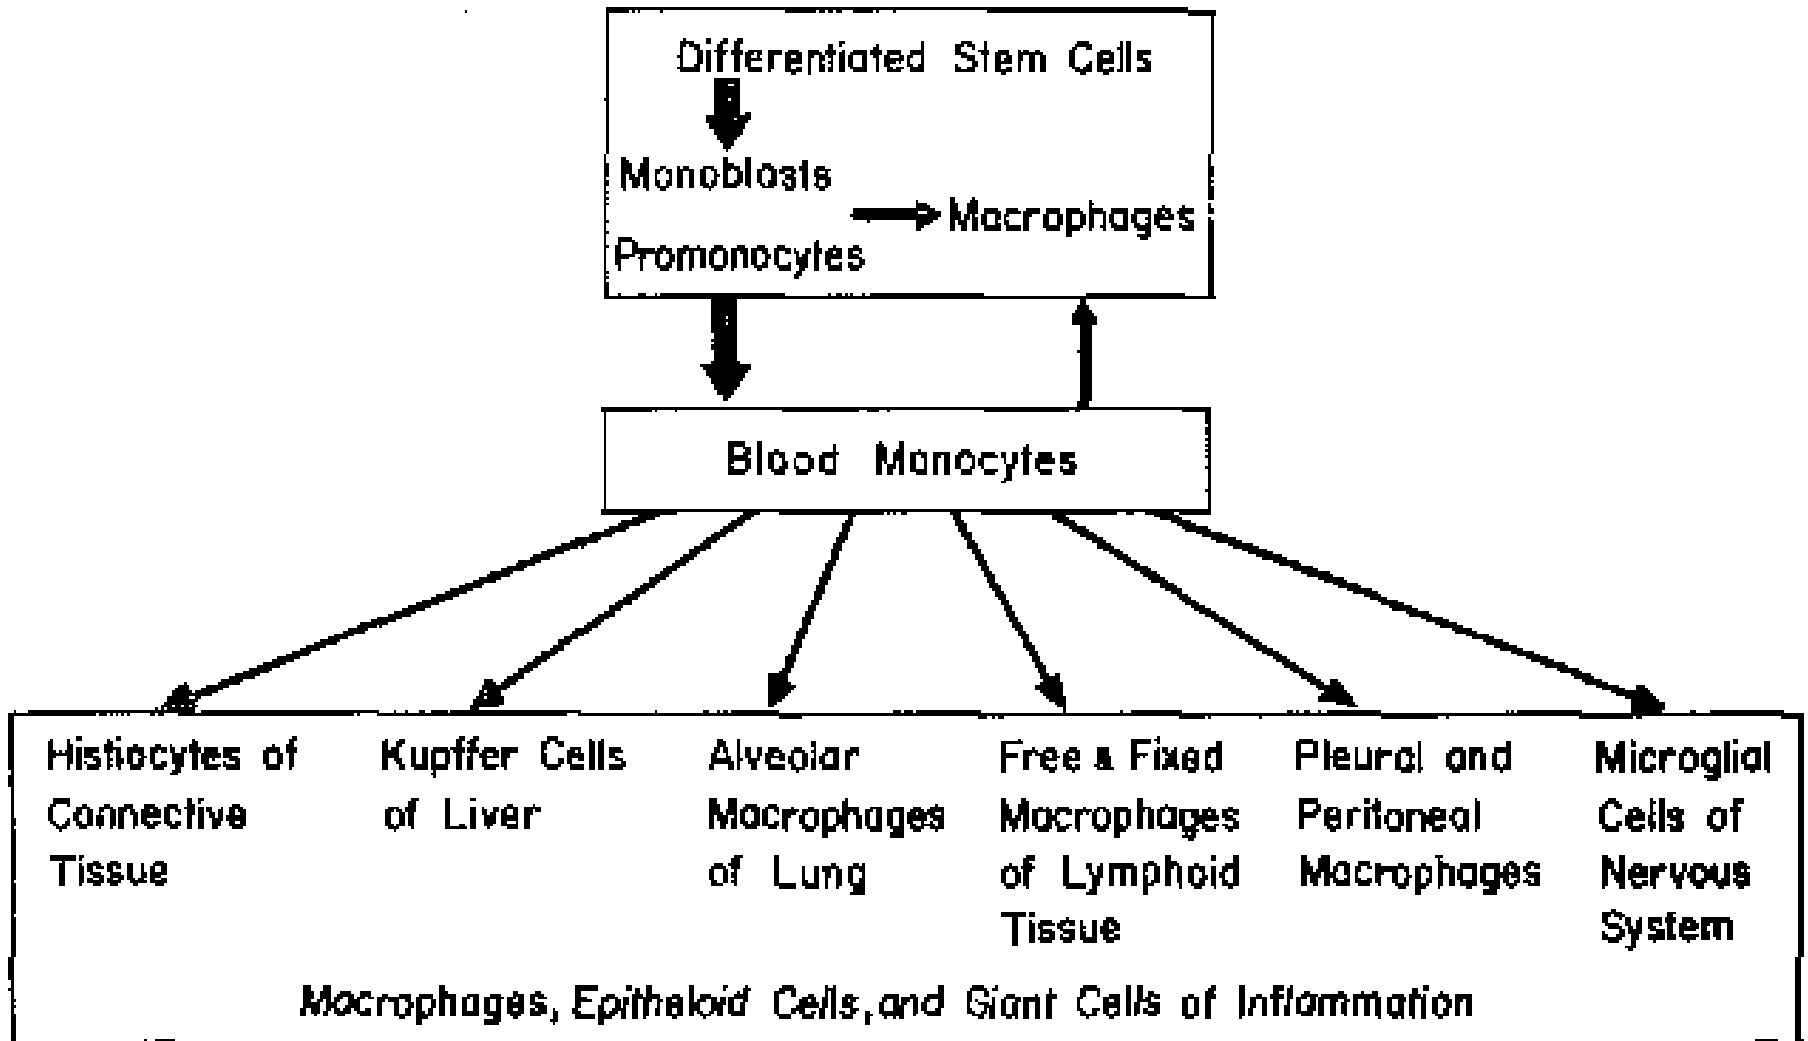 Differentiated Stem Cells
Monoblasts
Macrophages
Promonocytes
Blood Monocytes
Histiocytes of
Connective
Tissue
Kupffer Cells
of Liver
Alveolar
Macrophages
of Lung
Free & Fixed
Macrophages
of Lymphoid
Tissue
Pleural and
Peritoneal
Macrophages
Microglial
Cells of
Nervous
System
Macrophages, Epitheloid Cells, and Giant Cells of Inflammation